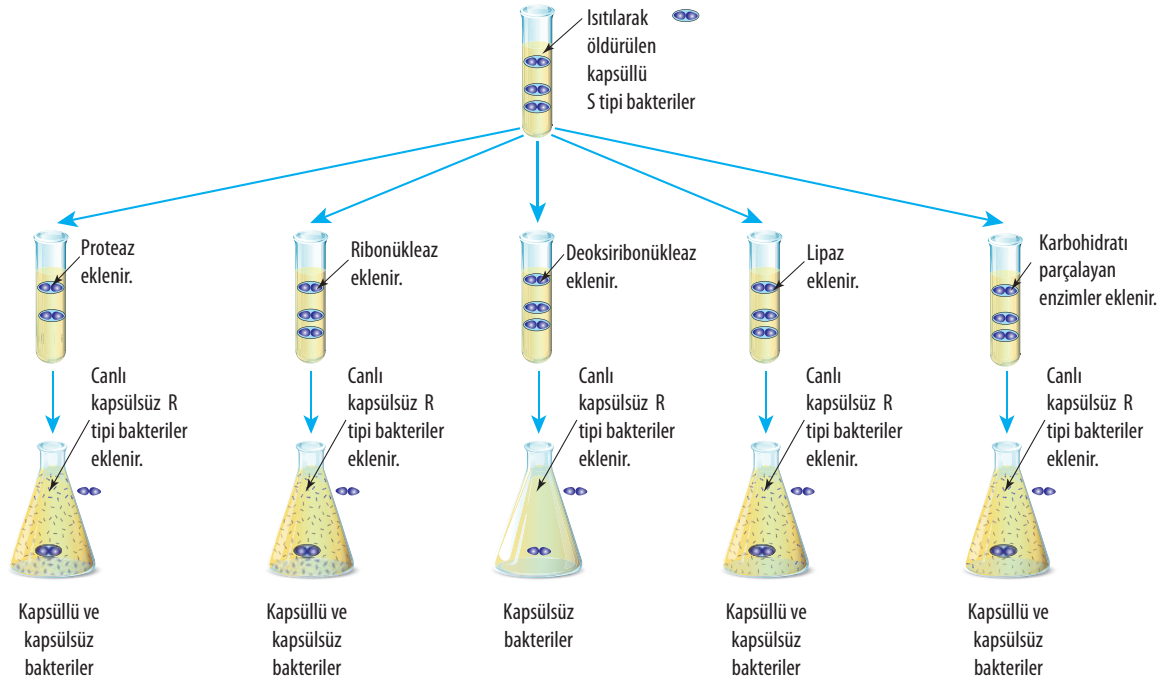 Isıtılarak
öldürülen
kapsüllü
S tipi bakteriler
Proteaz
eklenir.
Ribonükleaz
eklenir.
Deoksiribonükleaz
eklenir.
Lipaz
eklenir.
Karbohidratı
parçalayan
enzimler eklenir.
Canlı
kapsülsüz R
tipi bakteriler
eklenir.
Canlı
kapsülsüz R
tipi bakteriler
eklenir.
Canlı
kapsülsüz R
tipi bakteriler
eklenir.
Canlı
kapsülsüz R
tipi bakteriler
eklenir.
Canlı
kapsülsüz R
tipi bakteriler
eklenir.
Kapsüllü ve
kapsülsüz
bakteriler
Kapsüllü ve
kapsülsüz
bakteriler
Kapsülsüz
bakteriler
Kapsüllü ve
kapsülsüz
bakteriler
Kapsüllü ve
kapsülsüz
bakteriler